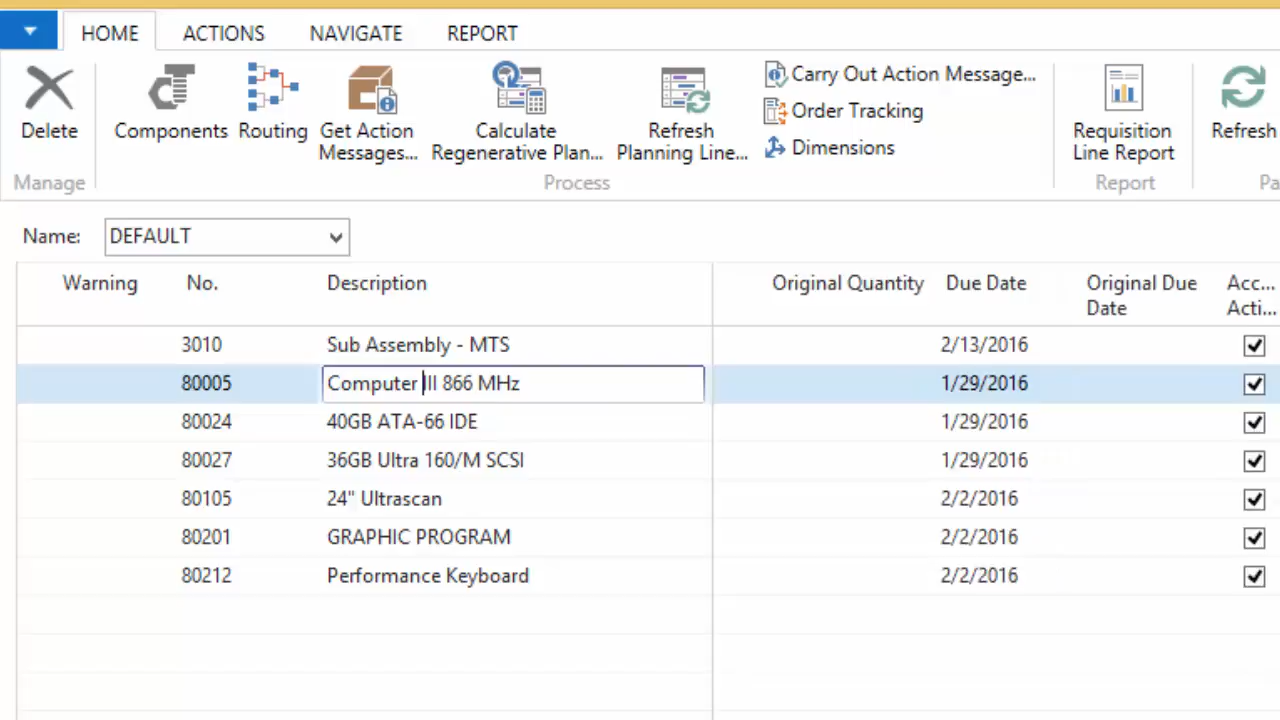 HOME ACTIONS NAVIGATE REPORT
Delete
Components
Routing
Get Action
Messages...
Calculate
Regenerative Plan...
Refresh
Planning Line...
Carry Out Action Message...
Order Tracking
Dimensions
Requisition
Line Report
Refresh
Manage Process Report Pa
Name: DEFAULT
Warning No. Description Original Quantity Due Date Original Due Date Acc... Acti...
3010 Sub Assembly - MTS 2/13/2016
80005 Computer III 866 MHz 1/29/2016
80024 40GB ATA-66 IDE 1/29/2016
80027 36GB Ultra 160/M SCSI 1/29/2016
80105 24" Ultrascan 2/2/2016
80201 GRAPHIC PROGRAM 2/2/2016
80212 Performance Keyboard 2/2/2016